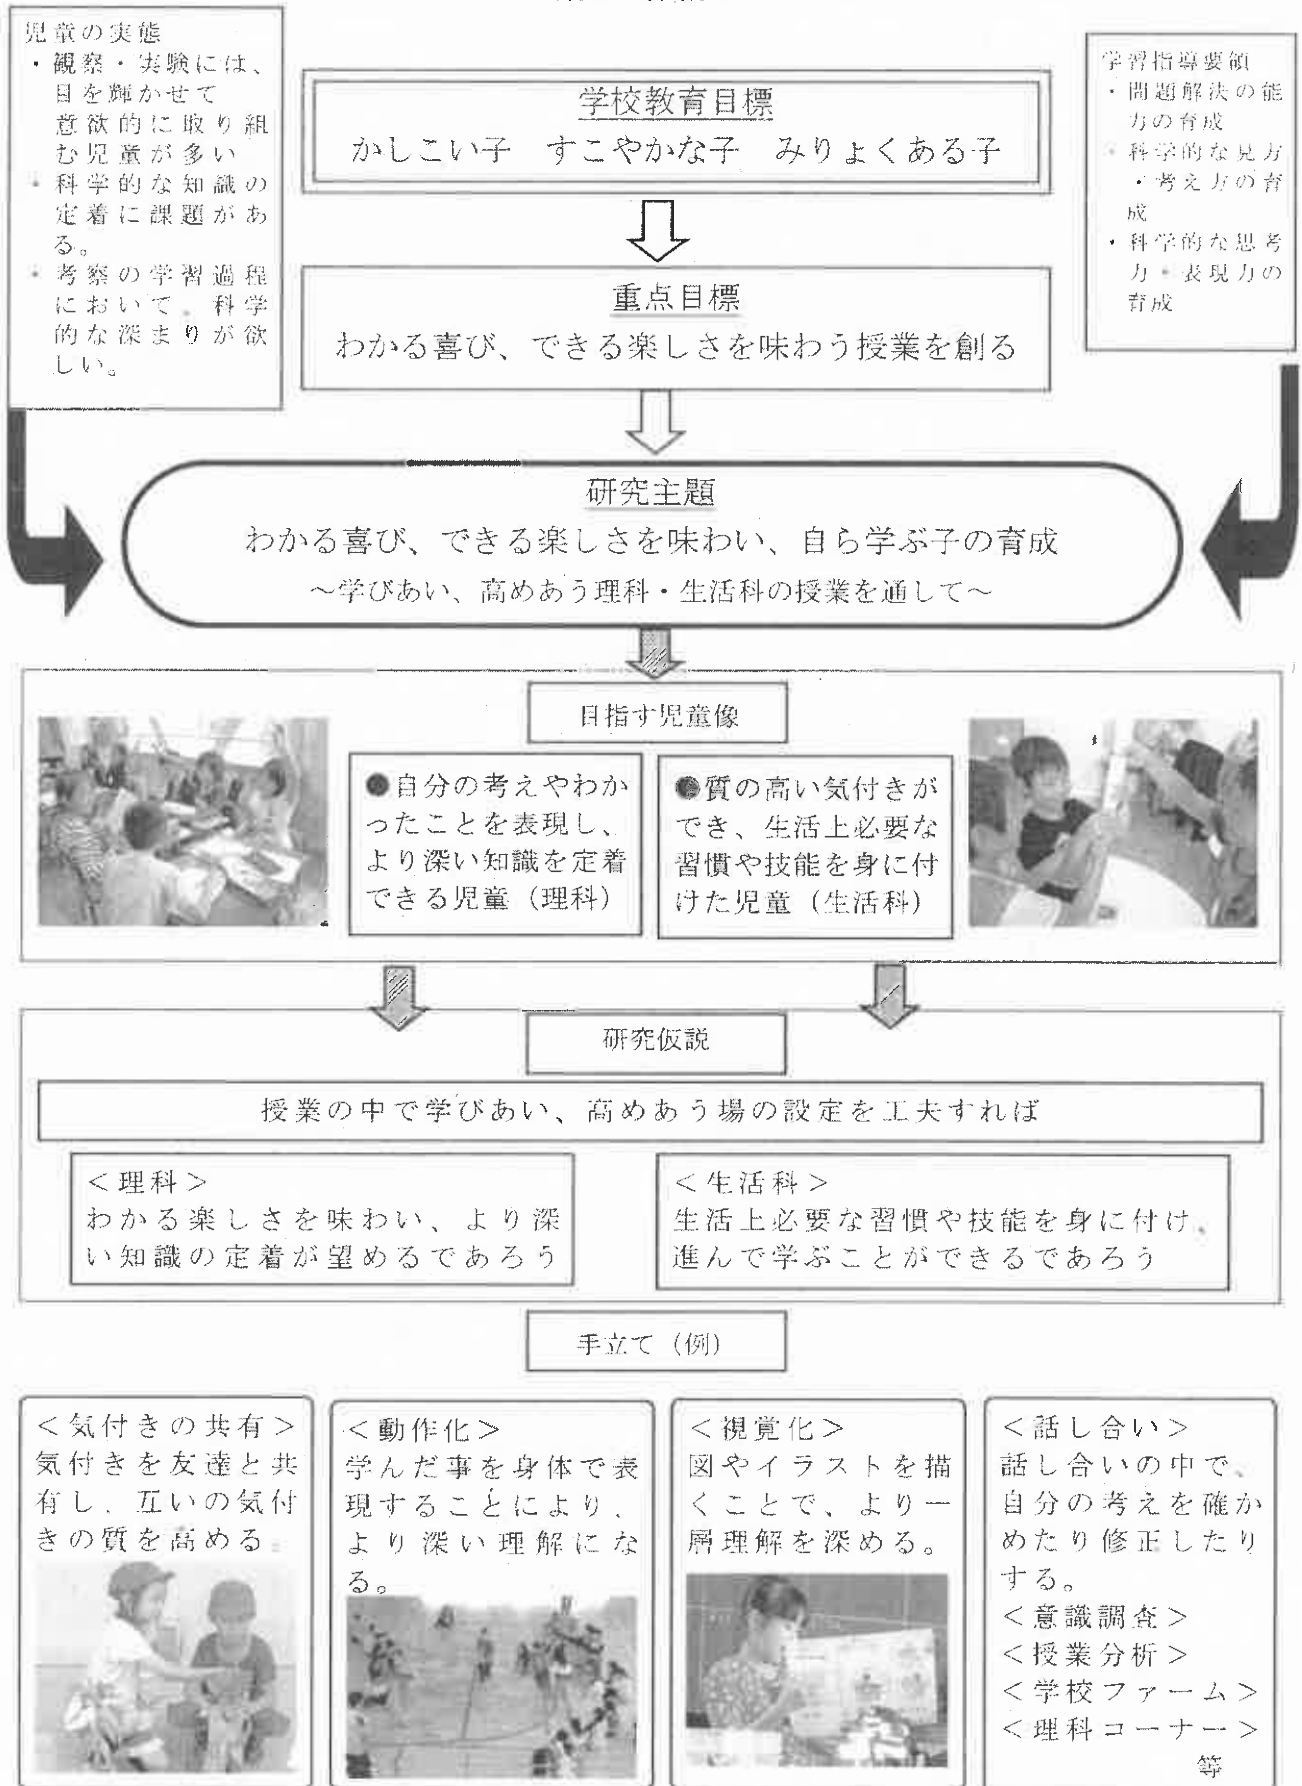 児童の実態
・観察・実験には、
目を輝かせて
意欲的に取り組
む児童が多い
・科学的な知識の
定着に課題があ
る。
・考察の学習過程
において、科学
的な深まりが欲
しい。
学校教育目標
かしこい子　すこやかな子　みりょくある子
学習指導要領
・問題解決の能
力の育成
・科学的な見方
・考え方の育
成
・科学的な思考
力・表現力の
育成
重点目標
わかる喜び、できる楽しさを味わう授業を創る
研究主題
わかる喜び、できる楽しさを味わい、自ら学ぶ子の育成
～学びあい、高めあう理科・生活科の授業を通して～
目指す児童像
●自分の考えやわか
ったことを表現し、
より深い知識を定着
できる児童（理科）
●質の高い気付きが
でき、生活上必要な
習慣や技能を身に付
けた児童（生活科）
研究仮説
授業の中で学びあい、高めあう場の設定を工夫すれば
＜理科＞
わかる楽しさを味わい、より深
い知識の定着が望めるであろう
＜生活科＞
生活上必要な習慣や技能を身に付け、
進んで学ぶことができるであろう
手立て（例）
＜気付きの共有＞
気付きを友達と共
有し、互いの気付
きの質を高める。
＜動作化＞
学んだ事を身体で表
現することにより、
より深い理解にな
る。
＜視覚化＞
図やイラストを描
くことで、より一
層理解を深める。
＜話し合い＞
話し合いの中で、
自分の考えを確か
めたり修正したり
する。
＜意識調査＞
＜授業分析＞
＜学校ファーム＞
＜理科コーナー＞
等